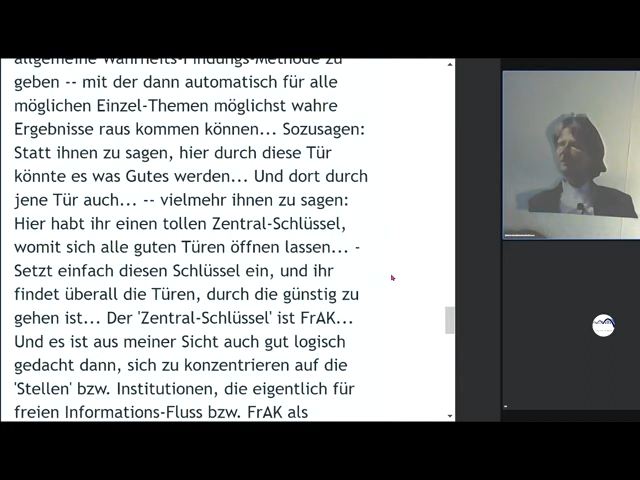 allgemeine Wahrheits-Findungs-Methode zu
geben -- mit der dann automatisch für alle
möglichen Einzel-Themen möglichst wahre
Ergebnisse raus kommen können... Sozusagen:
Statt ihnen zu sagen, hier durch diese Tür
könnte es was Gutes werden... Und dort durch
jene Tür auch... -- vielmehr ihnen zu sagen:
Hier habt ihr einen tollen Zentral-Schlüssel,
womit sich alle guten Türen öffnen lassen... -
Setzt einfach diesen Schlüssel ein, und ihr
findet überall die Türen, durch die günstig zu
gehen ist... Der 'Zentral-Schlüssel' ist FrAK...
Und es ist aus meiner Sicht auch gut logisch
gedacht dann, sich zu konzentrieren auf die
'Stellen' bzw. Institutionen, die eigentlich für
freien Informations-Fluss bzw. FrAK als